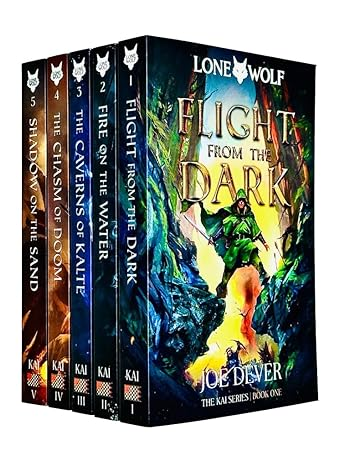 5
SHADOW ON THE SAND
KAI
V
4
THE CHASM OF DOOM
KAI
IV
3
THE CAVERNS OF KALTE
KAI
III
2
FIRE ON THE WATER
KAI
II
1
FLIGHT FROM THE DARK
KAI
I
LONE WOLF
FLIGHT
FROM THE
DARK
JOE DEVER
THE KAI SERIES | BOOK ONE